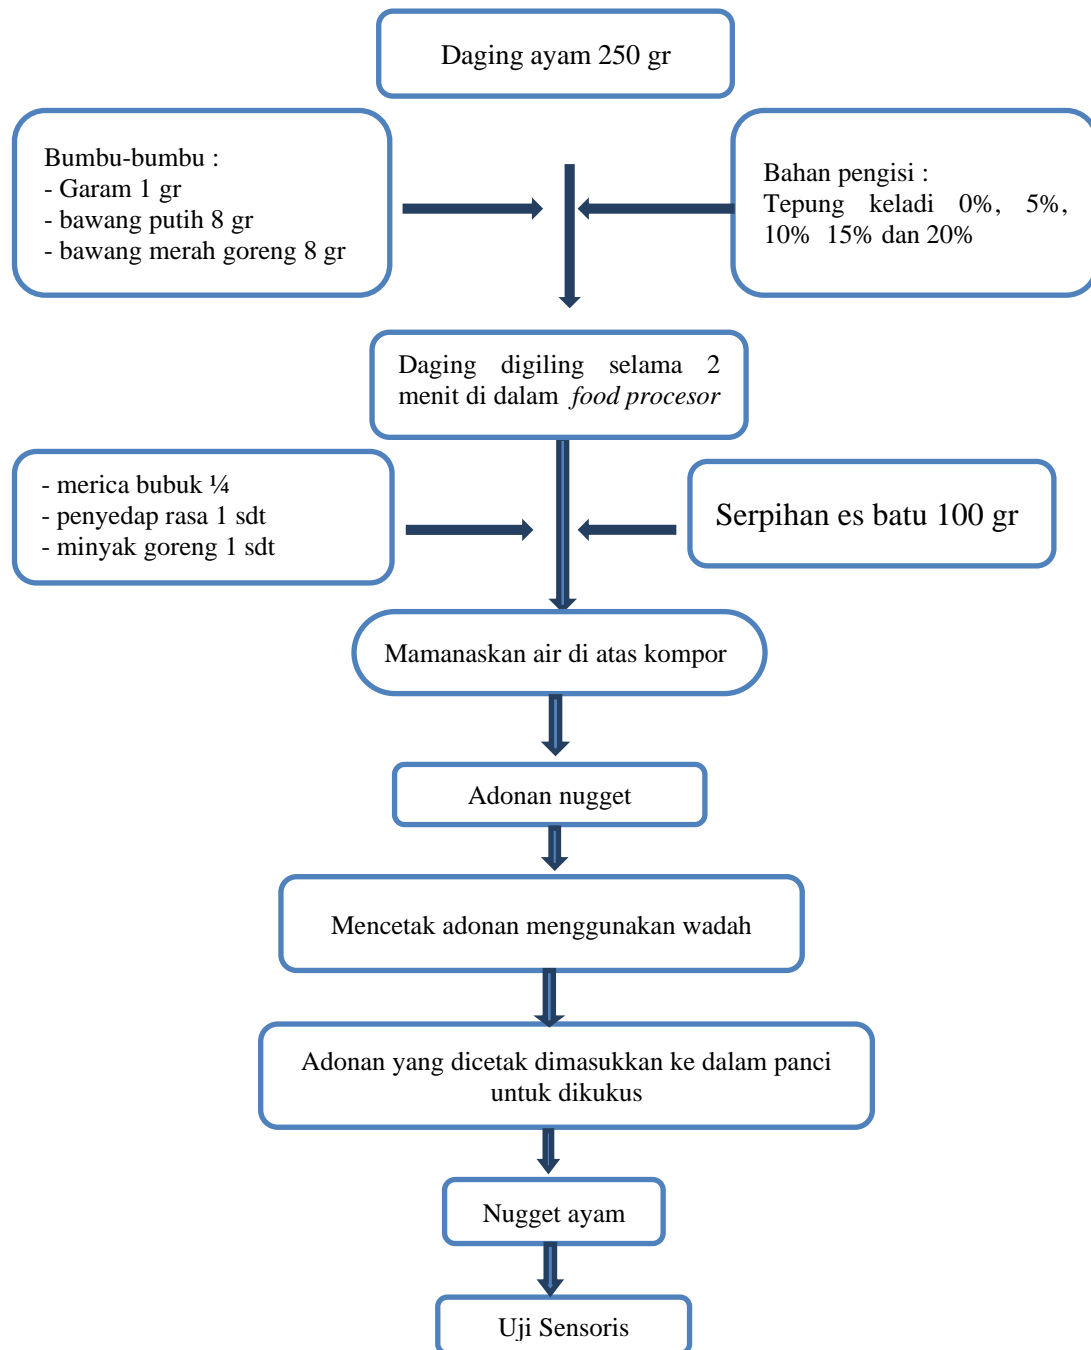 Daging ayam 250 gr
Bumbu-bumbu :
- Garam 1 gr
- bawang putih 8 gr
- bawang merah goreng 8 gr
Bahan pengisi :
Tepung keladi 0%, 5%,
10% 15% dan 20%
Daging digiling selama 2
menit di dalam food procesor
- merica bubuk ¼
- penyedap rasa 1 sdt
- minyak goreng 1 sdt
Serpihan es batu 100 gr
Mamanaskan air di atas kompor
Adonan nugget
Mencetak adonan menggunakan wadah
Adonan yang dicetak dimasukkan ke dalam panci
untuk dikukus
Nugget ayam
Uji Sensoris